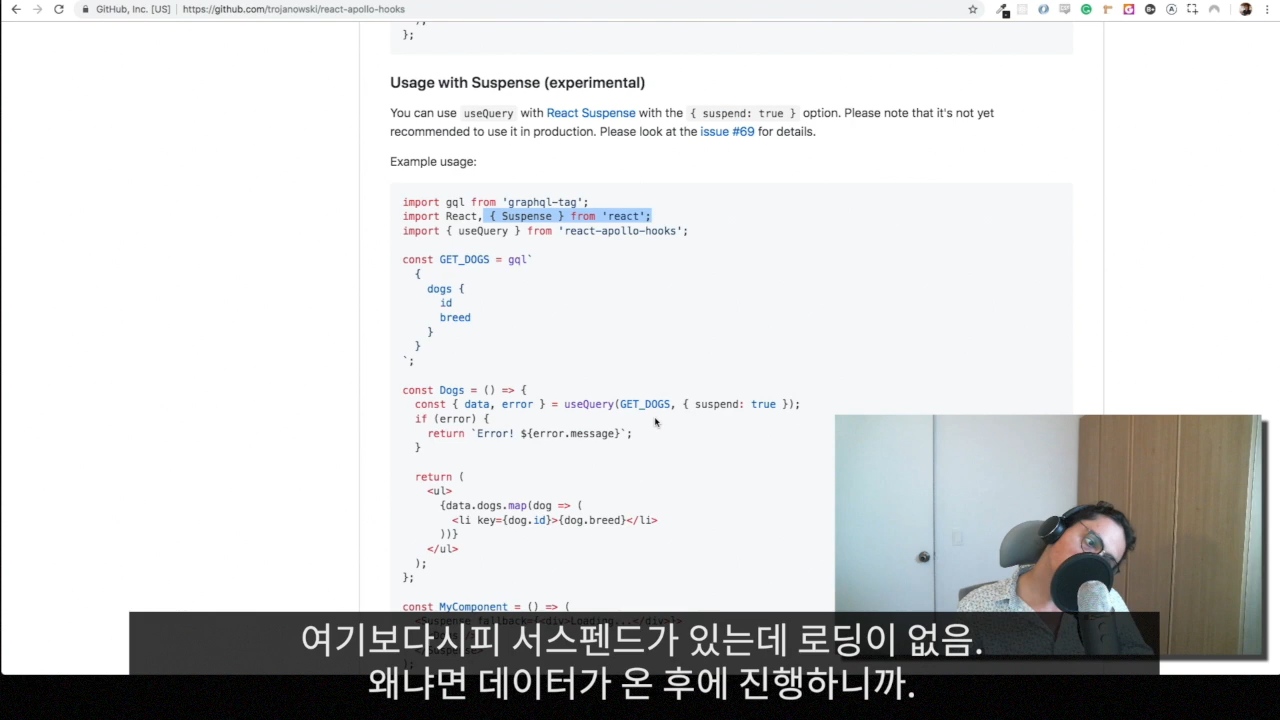 GitHub, Inc. [US] | https://github.com/trojanowski/react-apollo-hooks
};
Usage with Suspense (experimental)
You can use useQuery with React Suspense with the { suspend: true } option. Please note that it's not yet
recommended to use it in production. Please look at the issue #69 for details.
Example usage:
import gql from 'graphql-tag';
import React, { Suspense } from 'react';
import { useQuery } from 'react-apollo-hooks';
const GET_DOGS = gql`
{
dogs {
id
breed
}
}
`;
const Dogs = () => {
const { data, error } = useQuery(GET_DOGS, { suspend: true });
if (error) {
return `Error! ${error.message}`;
}
return (
<ul>
{data.dogs.map(dog => (
<li key={dog.id}>{dog.breed}</li>
))}
</ul>
);
};
const MyComponent = () => (
<Suspense fallback={<div>Loading...</div>}>
여기보다시피 서스펜드가 있는데 로딩이 없음.
왜냐면 데이터가 온 후에 진행하니까.